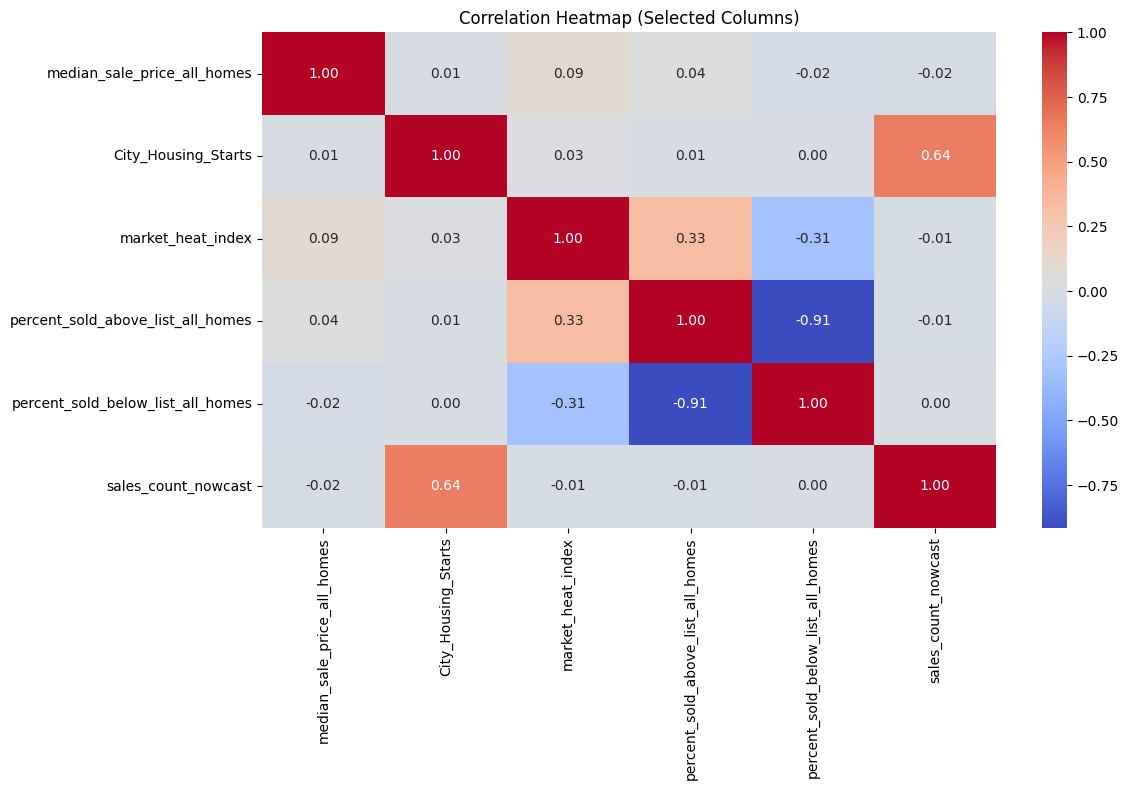 Correlation Heatmap (Selected Columns)
median_sale_price_all_homes 1.00 0.01 0.09 0.04 -0.02 -0.02
City_Housing_Starts 0.01 1.00 0.03 0.01 0.00 0.64
market_heat_index 0.09 0.03 1.00 0.33 -0.31 -0.01
percent_sold_above_list_all_homes 0.04 0.01 0.33 1.00 -0.91 -0.01
percent_sold_below_list_all_homes -0.02 0.00 -0.31 -0.91 1.00 0.00
sales_count_nowcast -0.02 0.64 -0.01 -0.01 0.00 1.00
median_sale_price_all_homes
City_Housing_Starts
market_heat_index
percent_sold_above_list_all_homes
percent_sold_below_list_all_homes
sales_count_nowcast
1.00
0.75
0.50
0.25
0.00
−0.25
−0.50
−0.75